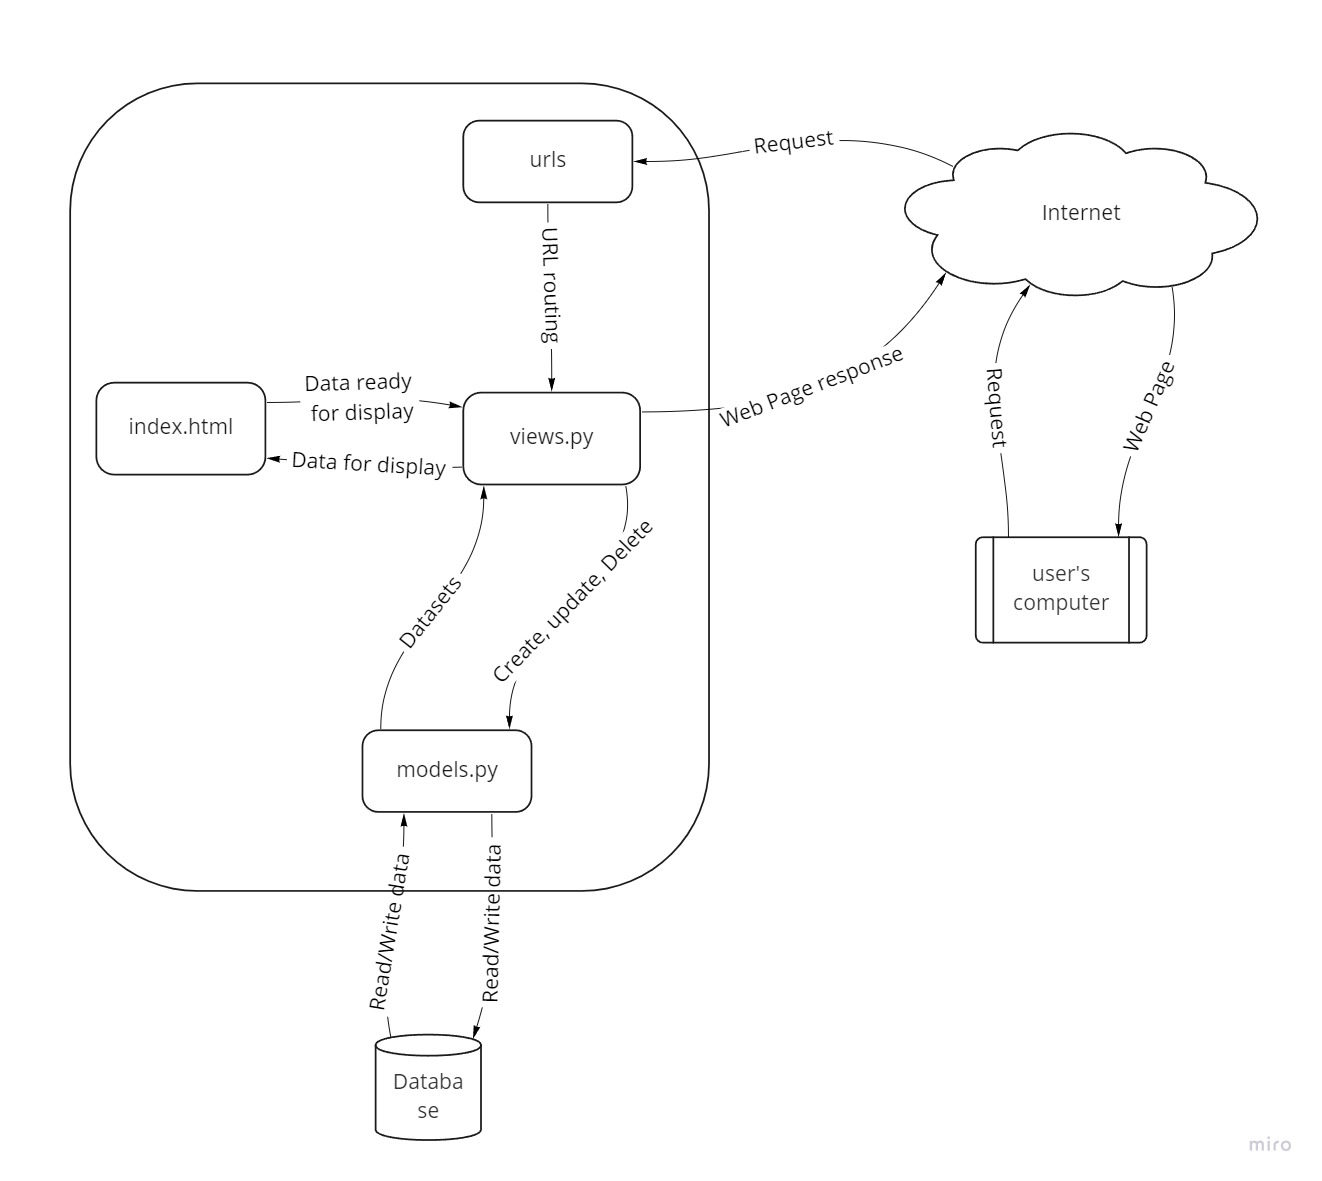 urls
Request
Internet
URL routing
Data ready
for display
index.html
views.py
Data for display
Web Page response
Request
Web Page
Datasets
Create, update, Delete
user's
computer
models.py
Read/Write data
Read/Write data
Databa
se
miro